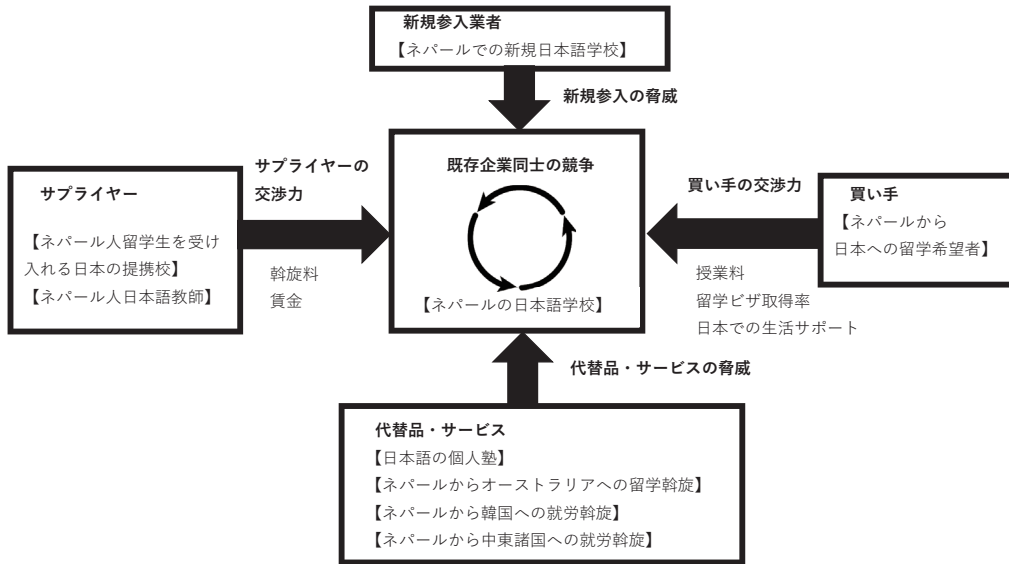 新規参入業者
【ネパールでの新規日本語学校】
新規参入の脅威
サプライヤー
【ネパール人留学生を受け
入れる日本の提携校】
【ネパール人日本語教師】
サプライヤーの
交渉力
斡旋料
賃金
既存企業同士の競争
【ネパールの日本語学校】
買い手の交渉力
授業料
留学ビザ取得率
日本での生活サポート
買い手
【ネパールから
日本への留学希望者】
代替品・サービスの脅威
代替品・サービス
【日本語の個人塾】
【ネパールからオーストラリアへの留学斡旋】
【ネパールから韓国への就労斡旋】
【ネパールから中東諸国への就労斡旋】